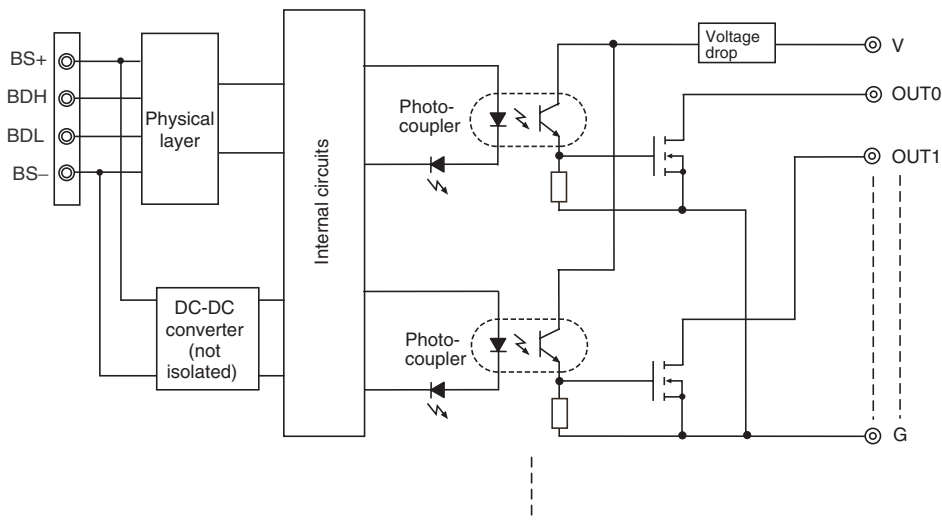 BS+
BDH
BDL
BS–
Physical
layer
DC-DC
converter
(not
isolated)
Internal circuits
Photo-
coupler
Photo-
coupler
Voltage
drop
V
OUT0
OUT1
G